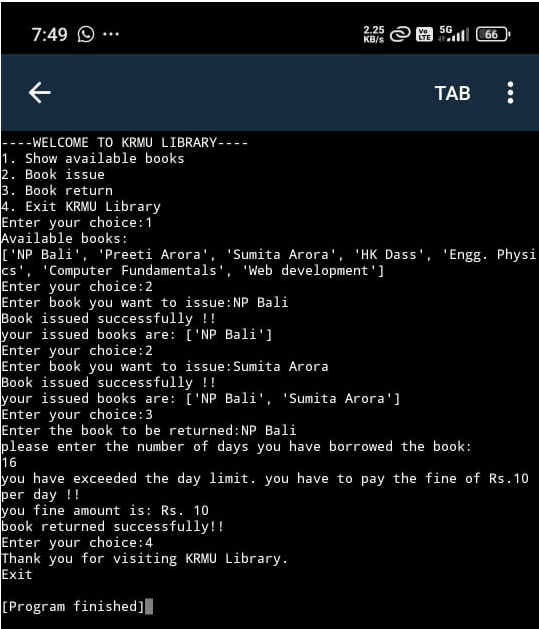 7:49 ...
2.25 KB/s Vo LTE 5G 66
TAB
----WELCOME TO KRMU LIBRARY----
1. Show available books
2. Book issue
3. Book return
4. Exit KRMU Library
Enter your choice:1
Available books:
['NP Bali', 'Preeti Arora', 'Sumita Arora', 'HK Dass', 'Engg. Physi
cs', 'Computer Fundamentals', 'Web development']
Enter your choice:2
Enter book you want to issue:NP Bali
Book issued successfully !!
your issued books are: ['NP Bali']
Enter your choice:2
Enter book you want to issue:Sumita Arora
Book issued successfully !!
your issued books are: ['NP Bali', 'Sumita Arora']
Enter your choice:3
Enter the book to be returned:NP Bali
please enter the number of days you have borrowed the book:
16
you have exceeded the day limit. you have to pay the fine of Rs.10
per day !!
you fine amount is: Rs. 10
book returned successfully!!
Enter your choice:4
Thank you for visiting KRMU Library.
Exit
[Program finished]